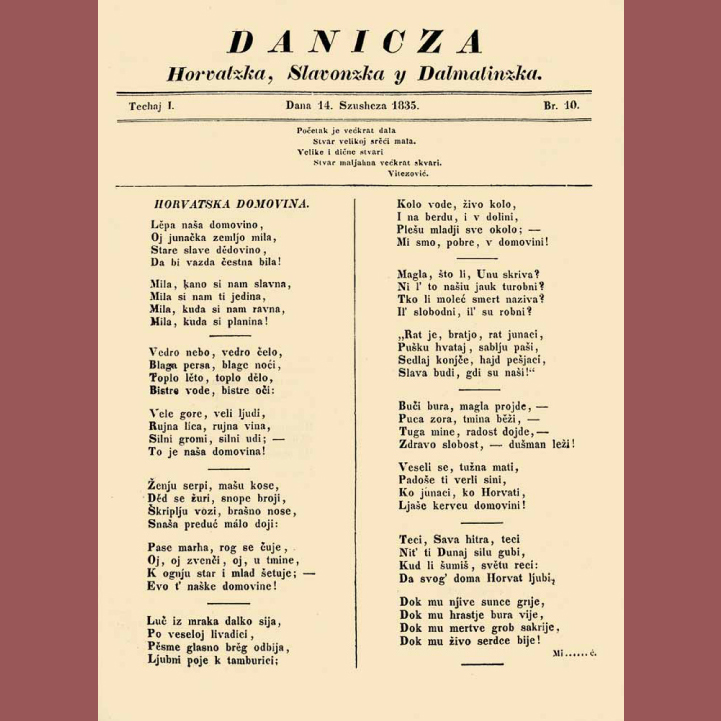 DANICZA
Horvatzka, Slavonzka y Dalmatinzka.
Techaj I.
Dana 14. Szusheza 1835.
Br. 10.
Početak je većkrat dala
Stvar velikoj srěći mala.
Velike i dične stvari
Stvar maljahna većkrat skvari.
Vitezović.
HORVATSKA DOMOVINA.
Lěpa naša domovino,
Oj junačka zemljo mila,
Stare slave dědovino,
Da bi vazda čestna bila!
Mila, kano si nam slavna,
Mila si nam ti jedina,
Mila, kuda si nam ravna,
Mila, kuda si planina!
Vedro nebo, vedro čelo,
Blaga persa, blage noći,
Toplo lěto, toplo dělo,
Bistre vode, bistre oči:
Vele gore, veli ljudi,
Rujna lica, rujna vina,
Silni gromi, silni udi; —
To je naša domovina!
Ženju serpi, mašu kose,
Děd se žuri, snope broji,
Škriplju vozi, brašno nose,
Snaša preduć málo doji:
Pase marha, rog se čuje,
Oj, oj zvenči, oj, u tmine,
K ognju star i mlad šetuje; —
Evo t' naške domovine!
Luč iz mraka dalko sija,
Po veseloj livadici,
Pěsme glasno brěg odbija,
Ljubni poje k tamburici;
Kolo vode, živo kolo,
I na berdu, i v dolini,
Plešu mladji sve okolo; —
Mi smo, pobre, v domovini!
Magla, što li, Unu skriva?
Ni l' to našiu jauk turobni?
Tko li moleć smert naziva?
Il' slobodni, il' su robni?
„Rat je, bratjo, rat junaci,
Pušku hvataj, sablju paši,
Sedlaj konjče, hajd pešjaci,
Slava budi, gdi su naši!“
Buči bura, magla projde, —
Puca zora, tmina běži, —
Tuga mine, radost dojde, —
Zdravo slobost, — dušman leži!
Veseli se, tužna mati,
Padoše ti verli sini,
Ko junaci, ko Horvati,
Ljaše kerveu domovini!
Teci, Sava hitra, teci
Nit' ti Dunaj silu gubi,
Kud li šumiš, světu reci:
Da svog' doma Horvat ljubi,
Dok mu njive sunce grije,
Dok mu hrastje bura vije,
Dok mu mertve grob sakrije,
Dok mu živo serdce bije!
Mi......ć.